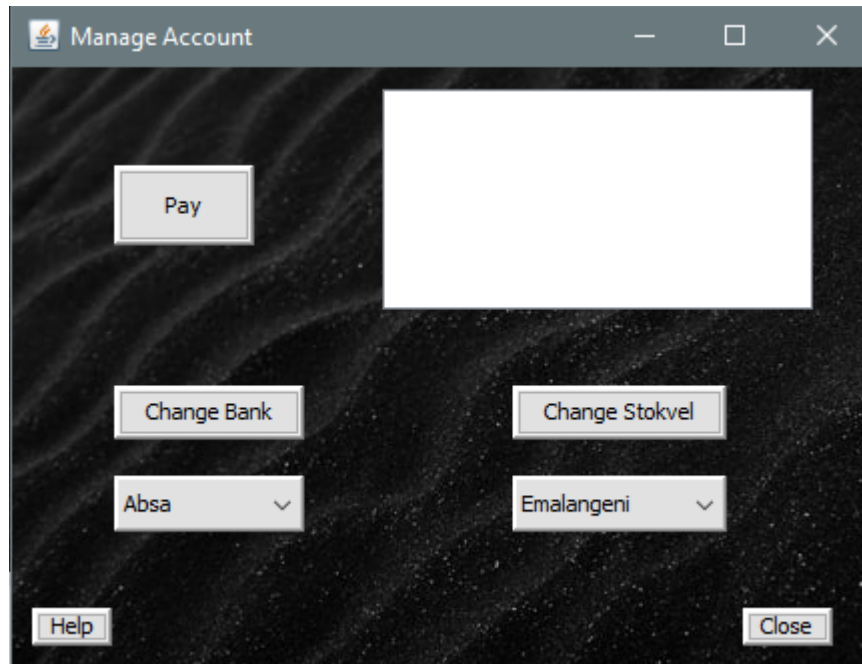 Manage Account
Pay
Change Bank
Change Stokvel
Absa
Emalangeni
Help
Close